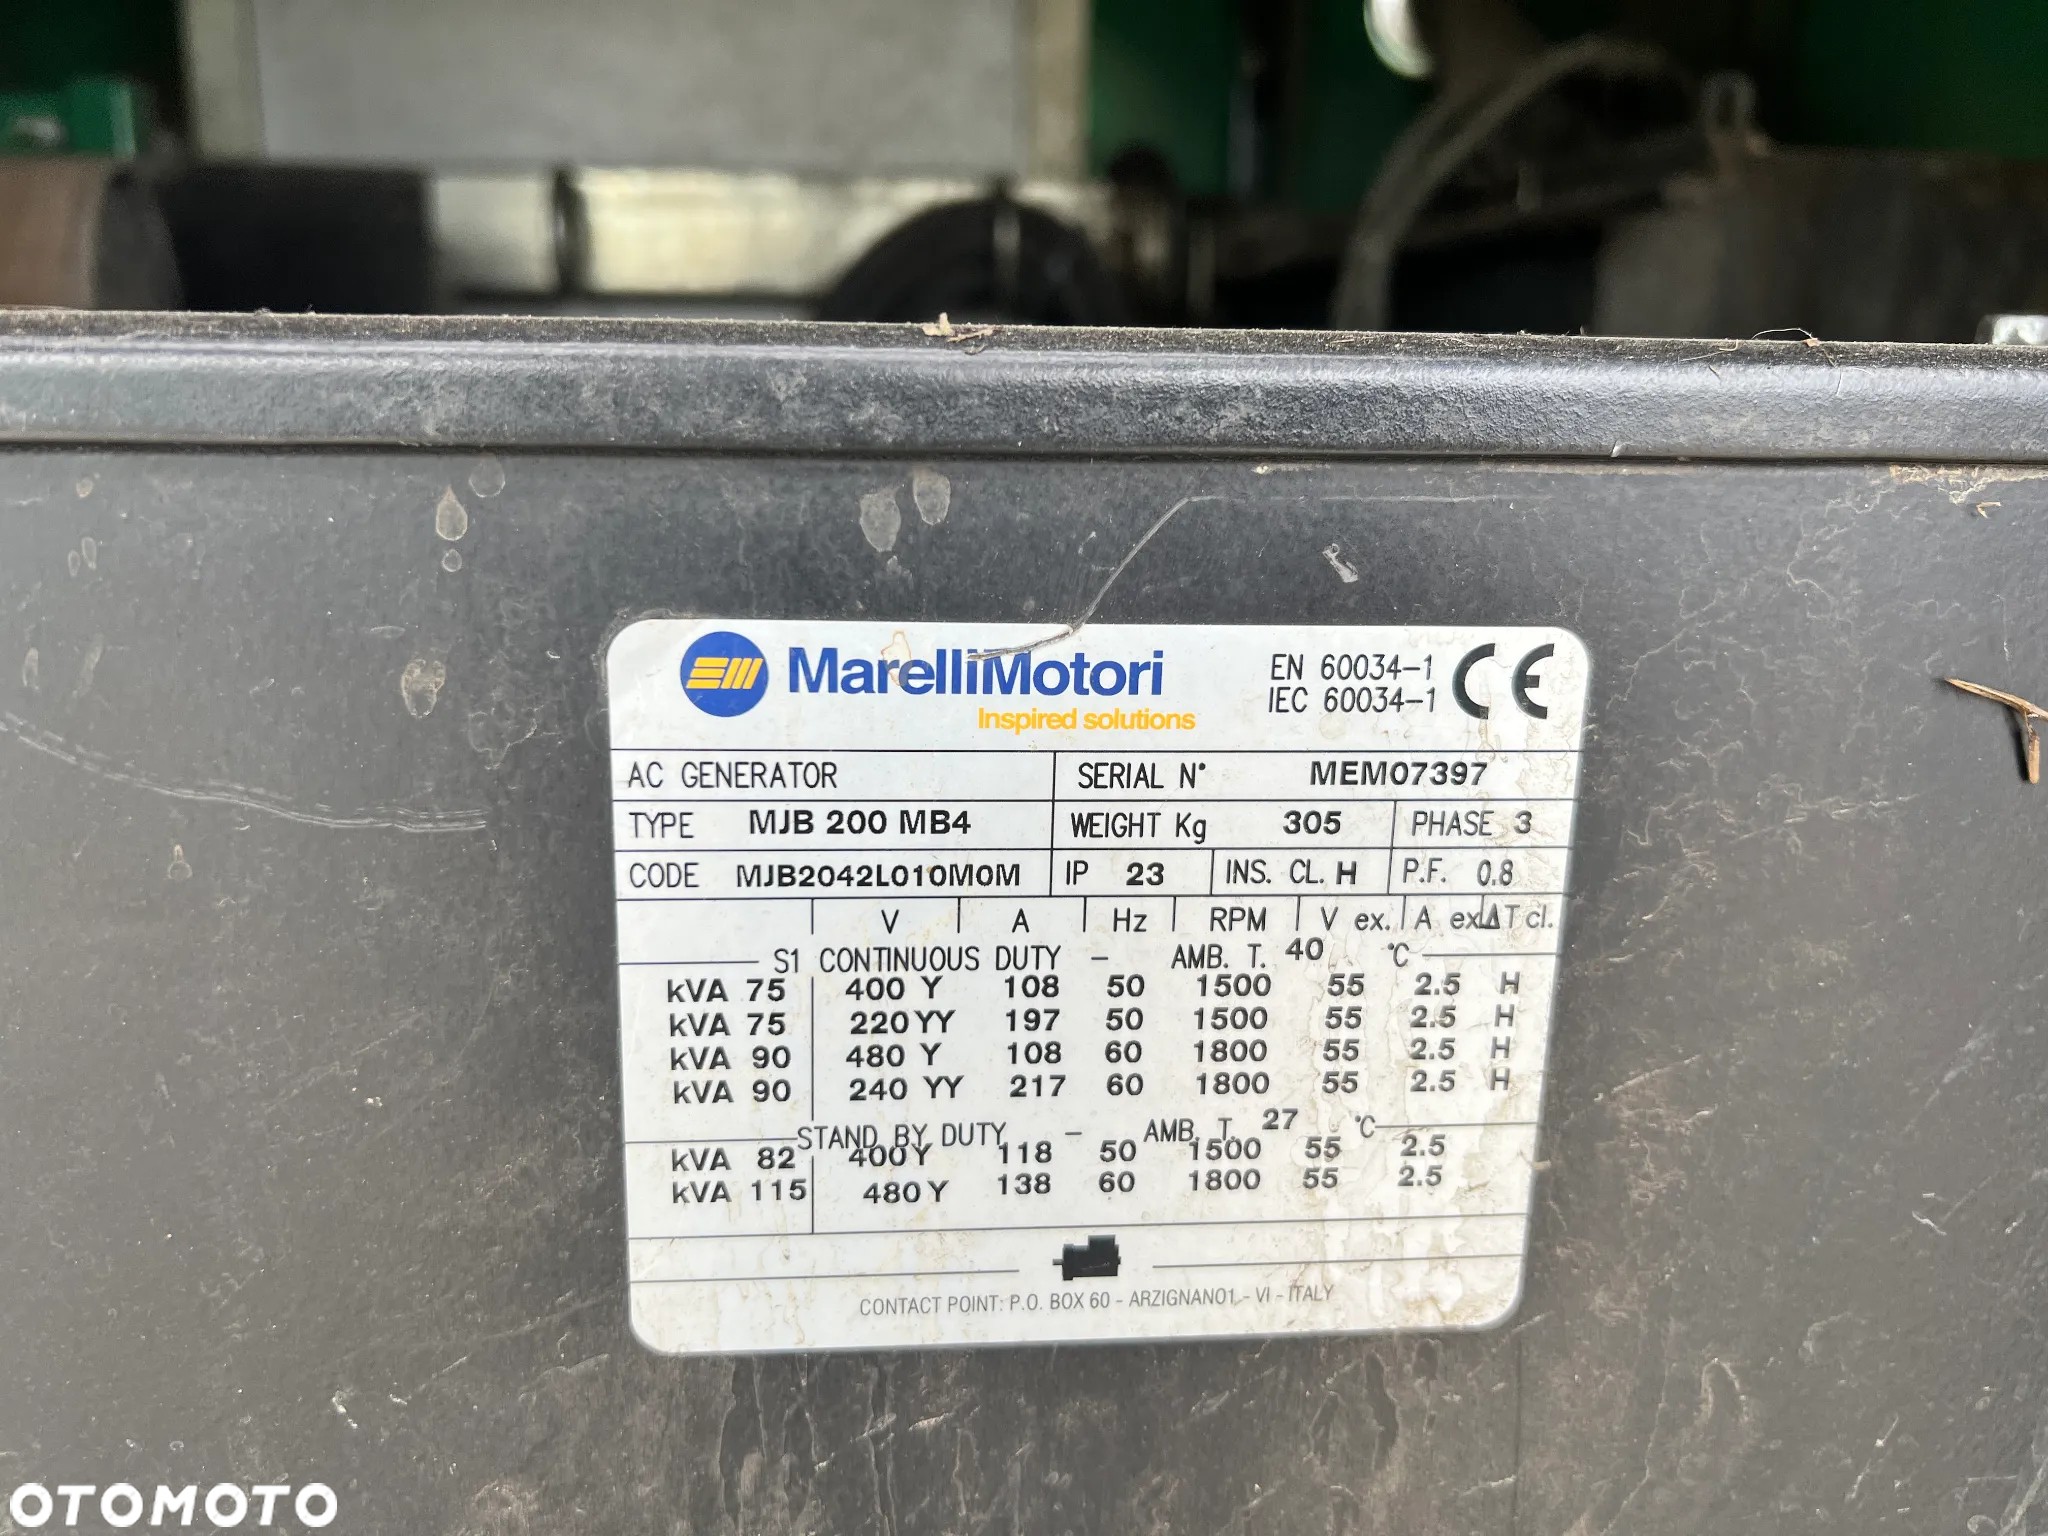 MarelliMotori
Inspired solutions
EN 60034-1
IEC 60034-1
CE
AC GENERATOR SERIAL N° MEM07397
TYPE MJB 200 MB4 WEIGHT Kg 305 PHASE 3
CODE MJB2042L010M0M IP 23 INS. CL. H P.F. 0.8
V A Hz RPM V ex. A ex ΔT cl.
S1 CONTINUOUS DUTY - AMB. T. 40 °C
kVA 75 400 Y 108 50 1500 55 2.5 H
kVA 75 220 YY 197 50 1500 55 2.5 H
kVA 90 480 Y 108 60 1800 55 2.5 H
kVA 90 240 YY 217 60 1800 55 2.5 H
STAND BY DUTY - AMB. T. 27 °C
kVA 82 400Y 118 50 1500 55 2.5
kVA 115 480Y 138 60 1800 55 2.5
CONTACT POINT: P.O. BOX 60 - ARZIGNANO1 - VI - ITALY
OTOMOTO